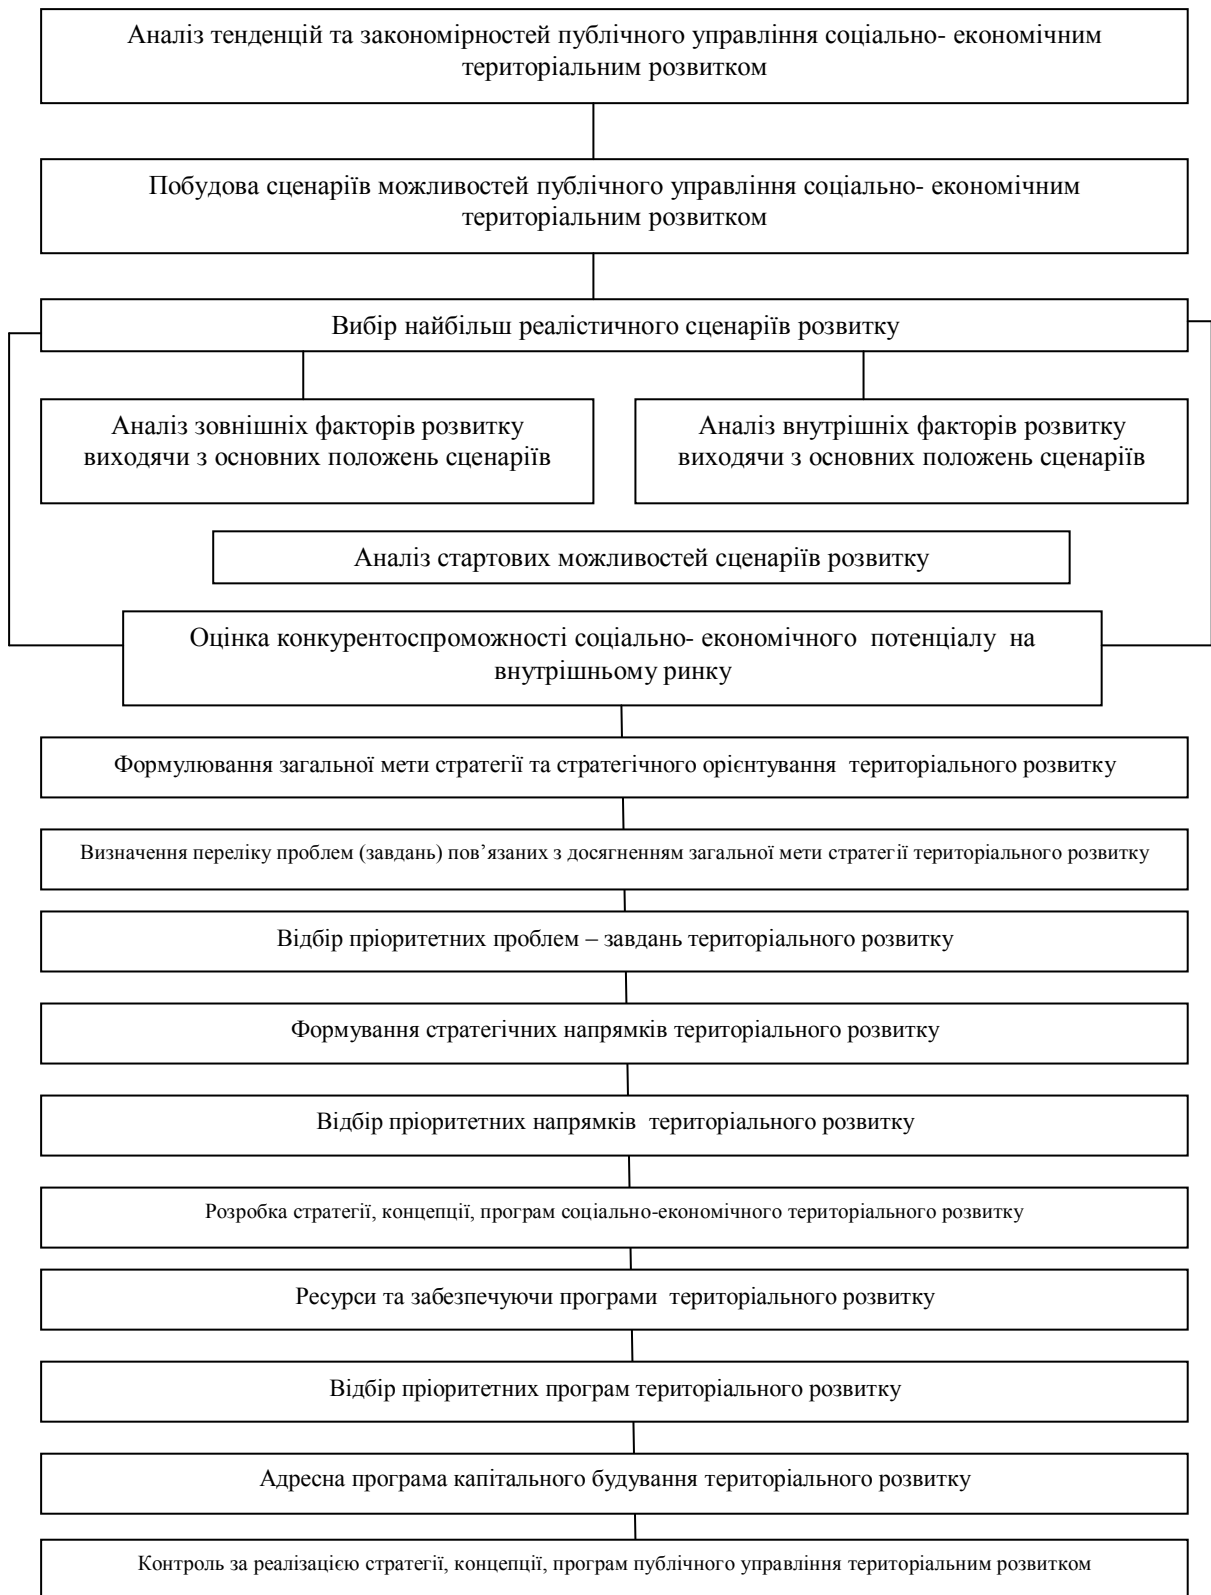 Аналіз тенденцій та закономірностей публічного управління соціально- економічним
територіальним розвитком
Побудова сценаріїв можливостей публічного управління соціально- економічним
територіальним розвитком
Вибір найбільш реалістичного сценаріїв розвитку
Аналіз зовнішніх факторів розвитку
виходячи з основних положень сценаріїв
Аналіз внутрішніх факторів розвитку
виходячи з основних положень сценаріїв
Аналіз стартових можливостей сценаріїв розвитку
Оцінка конкурентоспроможності соціально- економічного потенціалу на
внутрішньому ринку
Формулювання загальної мети стратегії та стратегічного орієнтування територіального розвитку
Визначення переліку проблем (завдань) пов’язаних з досягненням загальної мети стратегії територіального розвитку
Відбір пріоритетних проблем – завдань територіального розвитку
Формування стратегічних напрямків територіального розвитку
Відбір пріоритетних напрямків територіального розвитку
Розробка стратегії, концепції, програм соціально-економічного територіального розвитку
Ресурси та забезпечуючи програми територіального розвитку
Відбір пріоритетних програм територіального розвитку
Адресна програма капітального будування територіального розвитку
Контроль за реалізацією стратегії, концепції, програм публічного управління територіальним розвитком